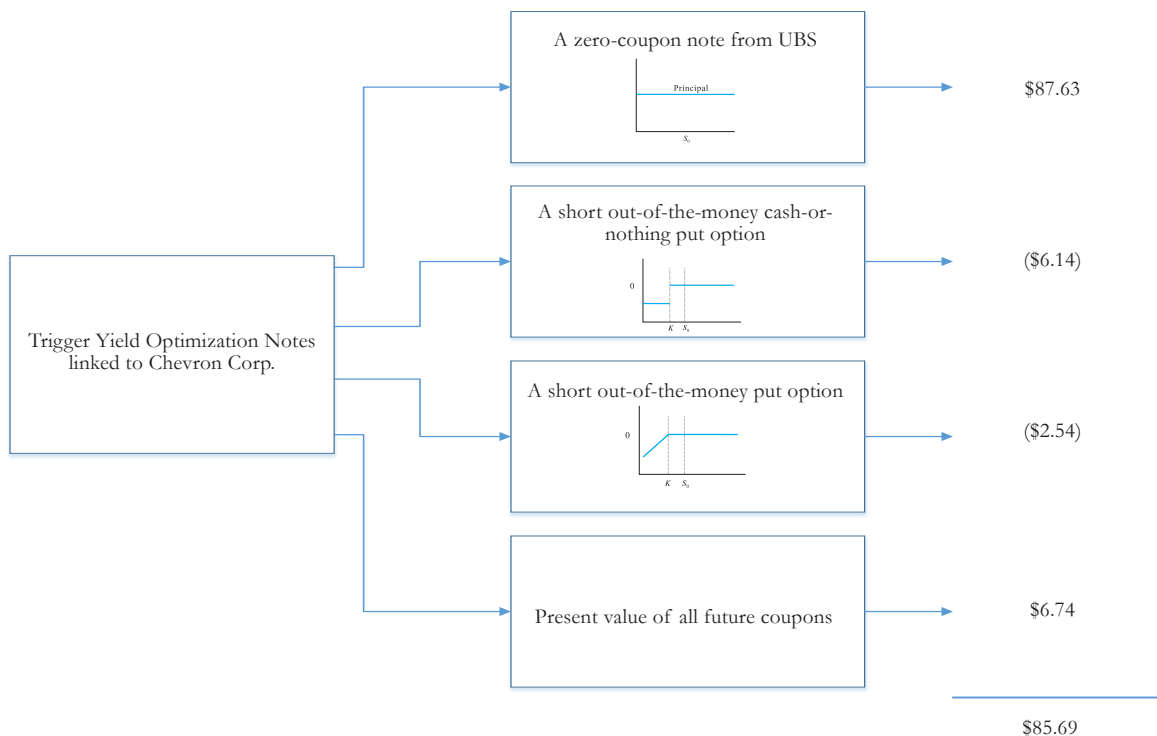 A zero-coupon note from UBS
Principal
S₀
$87.63
A short out-of-the-money cash-or-
nothing put option
0
K
S₀
($6.14)
Trigger Yield Optimization Notes
linked to Chevron Corp.
A short out-of-the-money put option
0
K
S₀
($2.54)
Present value of all future coupons
$6.74
$85.69